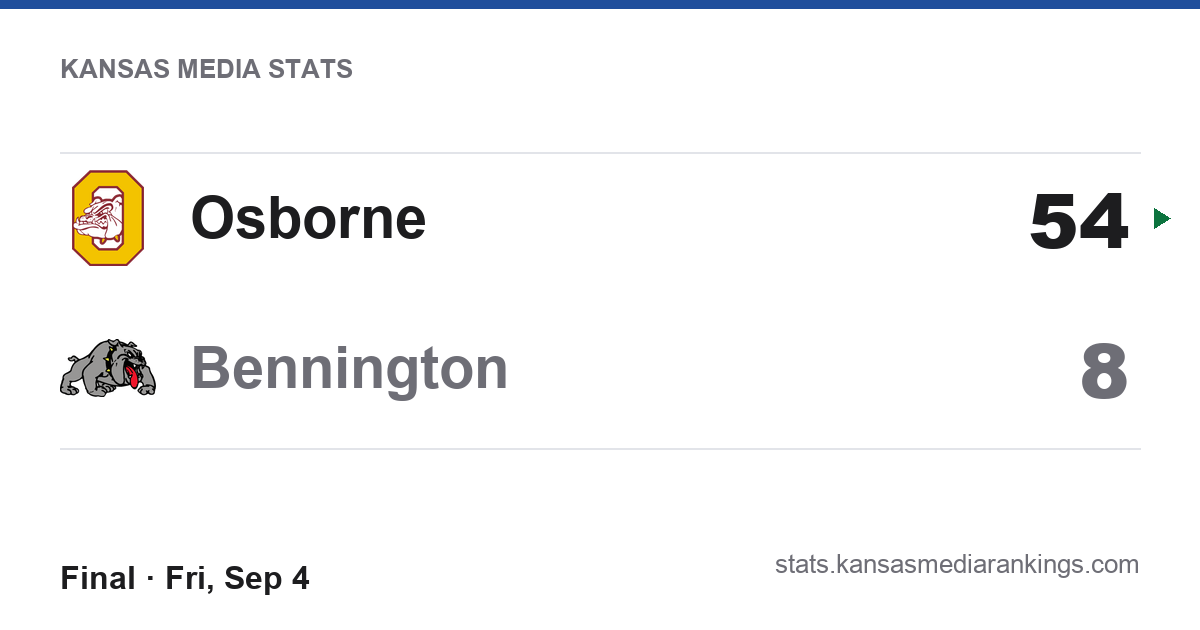 KANSAS MEDIA STATS
Osborne 54
Bennington 8
Final · Fri, Sep 4
stats.kansasmediarankings.com